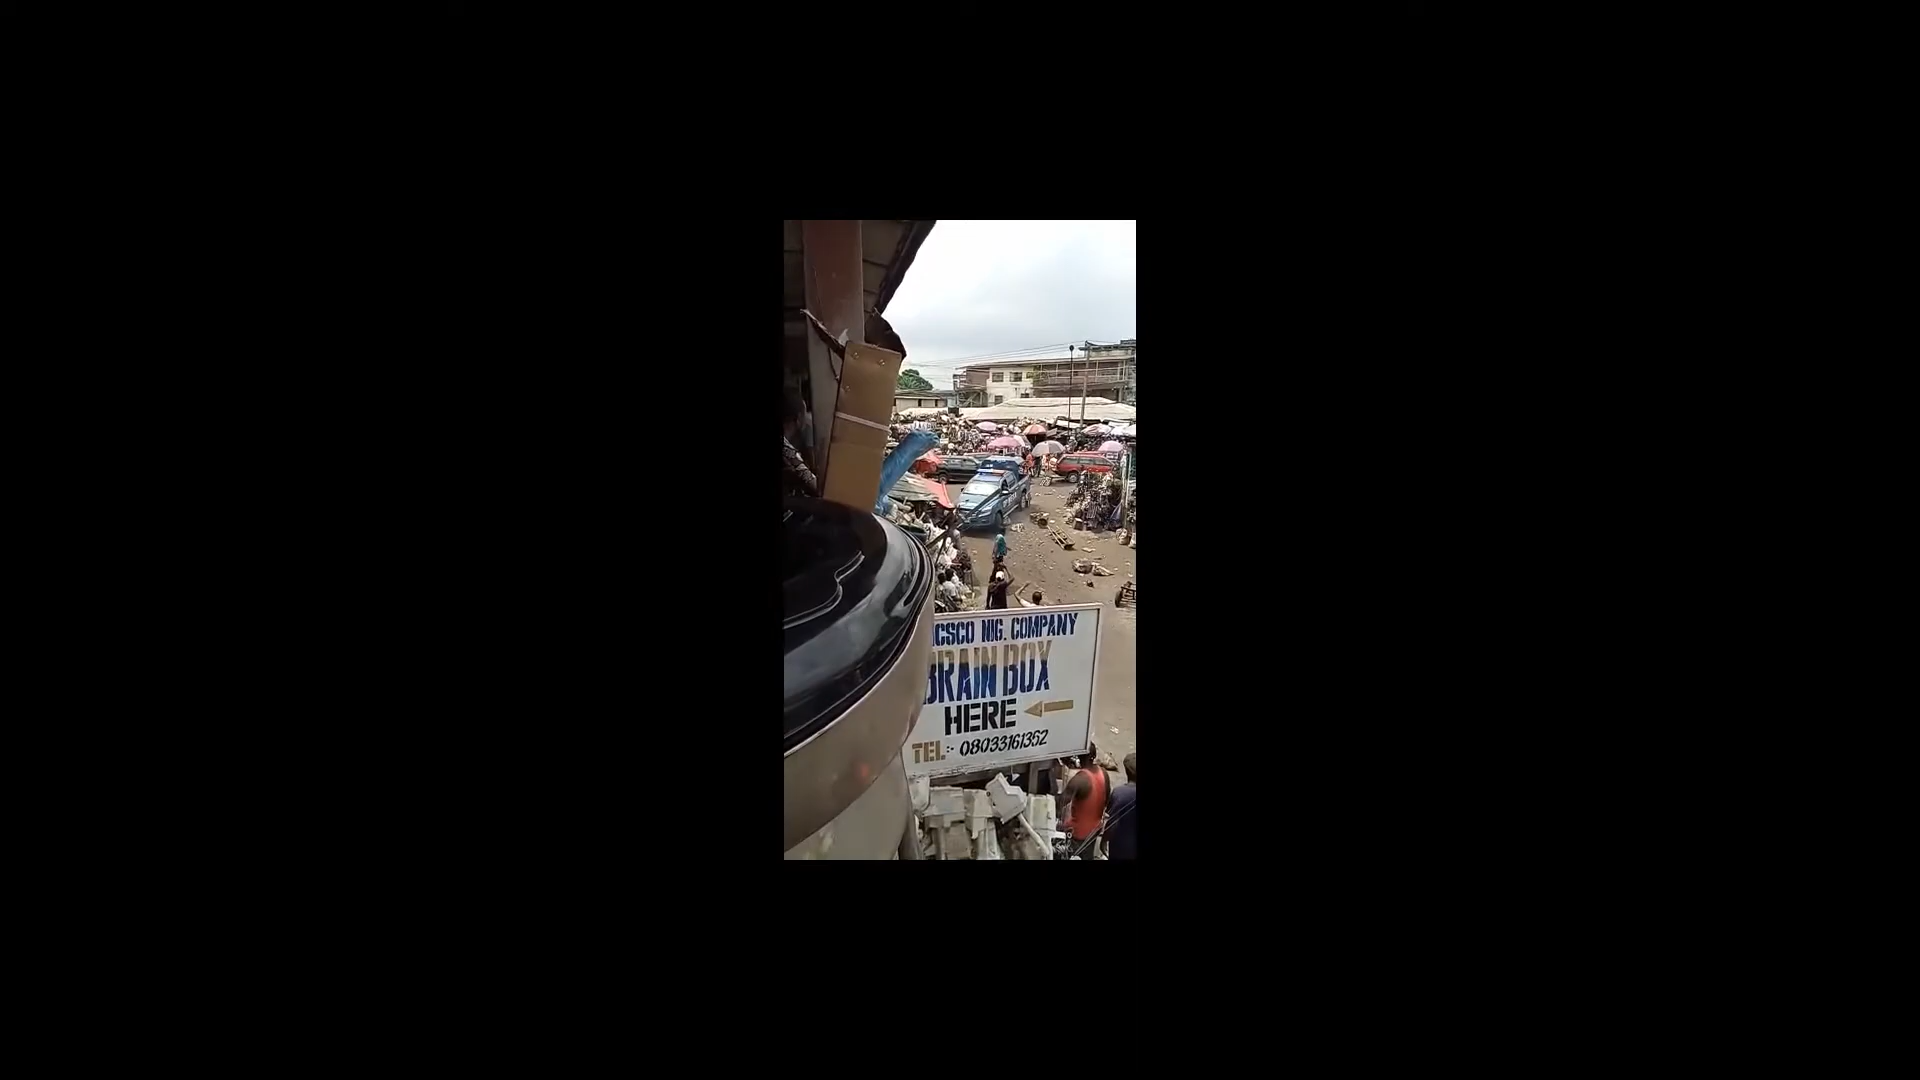 CSCO NIG. COMPANY
BRAIN BOX
HERE
TEL:- 08033161352